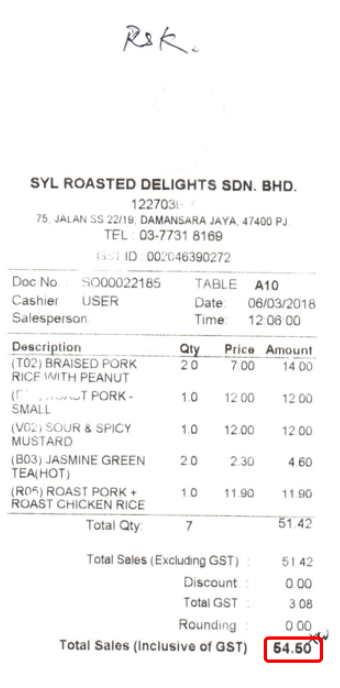 RSK.
SYL ROASTED DELIGHTS SDN. BHD.
75, JALAN SS 22/19, DAMANSARA JAYA, 47400 PJ.
TEL : 03-7731 8169
GST ID : 002046390272
Doc No. : SO00022185 TABLE A10
Cashier USER Date: 06/03/2018
Salesperson: Time: 12:06:00
Description Qty Price Amount
(T02) BRAISED PORK 2.0 7.00 14.00
RICE WITH PEANUT
PORK - 1.0 12.00 12.00
SMALL
(V02) SOUR & SPICY 1.0 12.00 12.00
MUSTARD
(B03) JASMINE GREEN 2.0 2.30 4.60
TEA(HOT)
(R05) ROAST PORK + 1.0 11.90 11.90
ROAST CHICKEN RICE
Total Qty: 7 51.42
Total Sales (Excluding GST) : 51.42
Discount : 0.00
Total GST : 3.08
Rounding : 0.00
Total Sales (Inclusive of GST) 54.50